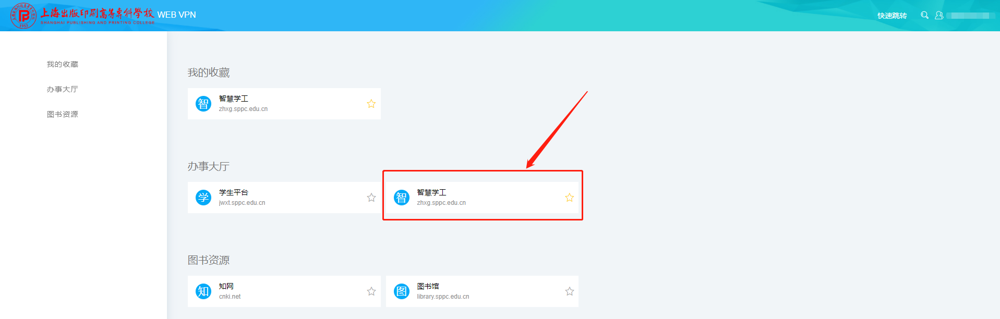 上海出版印刷高等專科學校 WEB VPN
SHANGHAI PUBLISHING AND PRINTING COLLEGE
1953
快速跳转
我的收藏
办事大厅
图书资源
我的收藏
智 智慧学工
zhxg.sppc.edu.cn
办事大厅
学 学生平台
jwxt.sppc.edu.cn
智 智慧学工
zhxg.sppc.edu.cn
图书资源
知 知网
cnki.net
图 图书馆
library.sppc.edu.cn